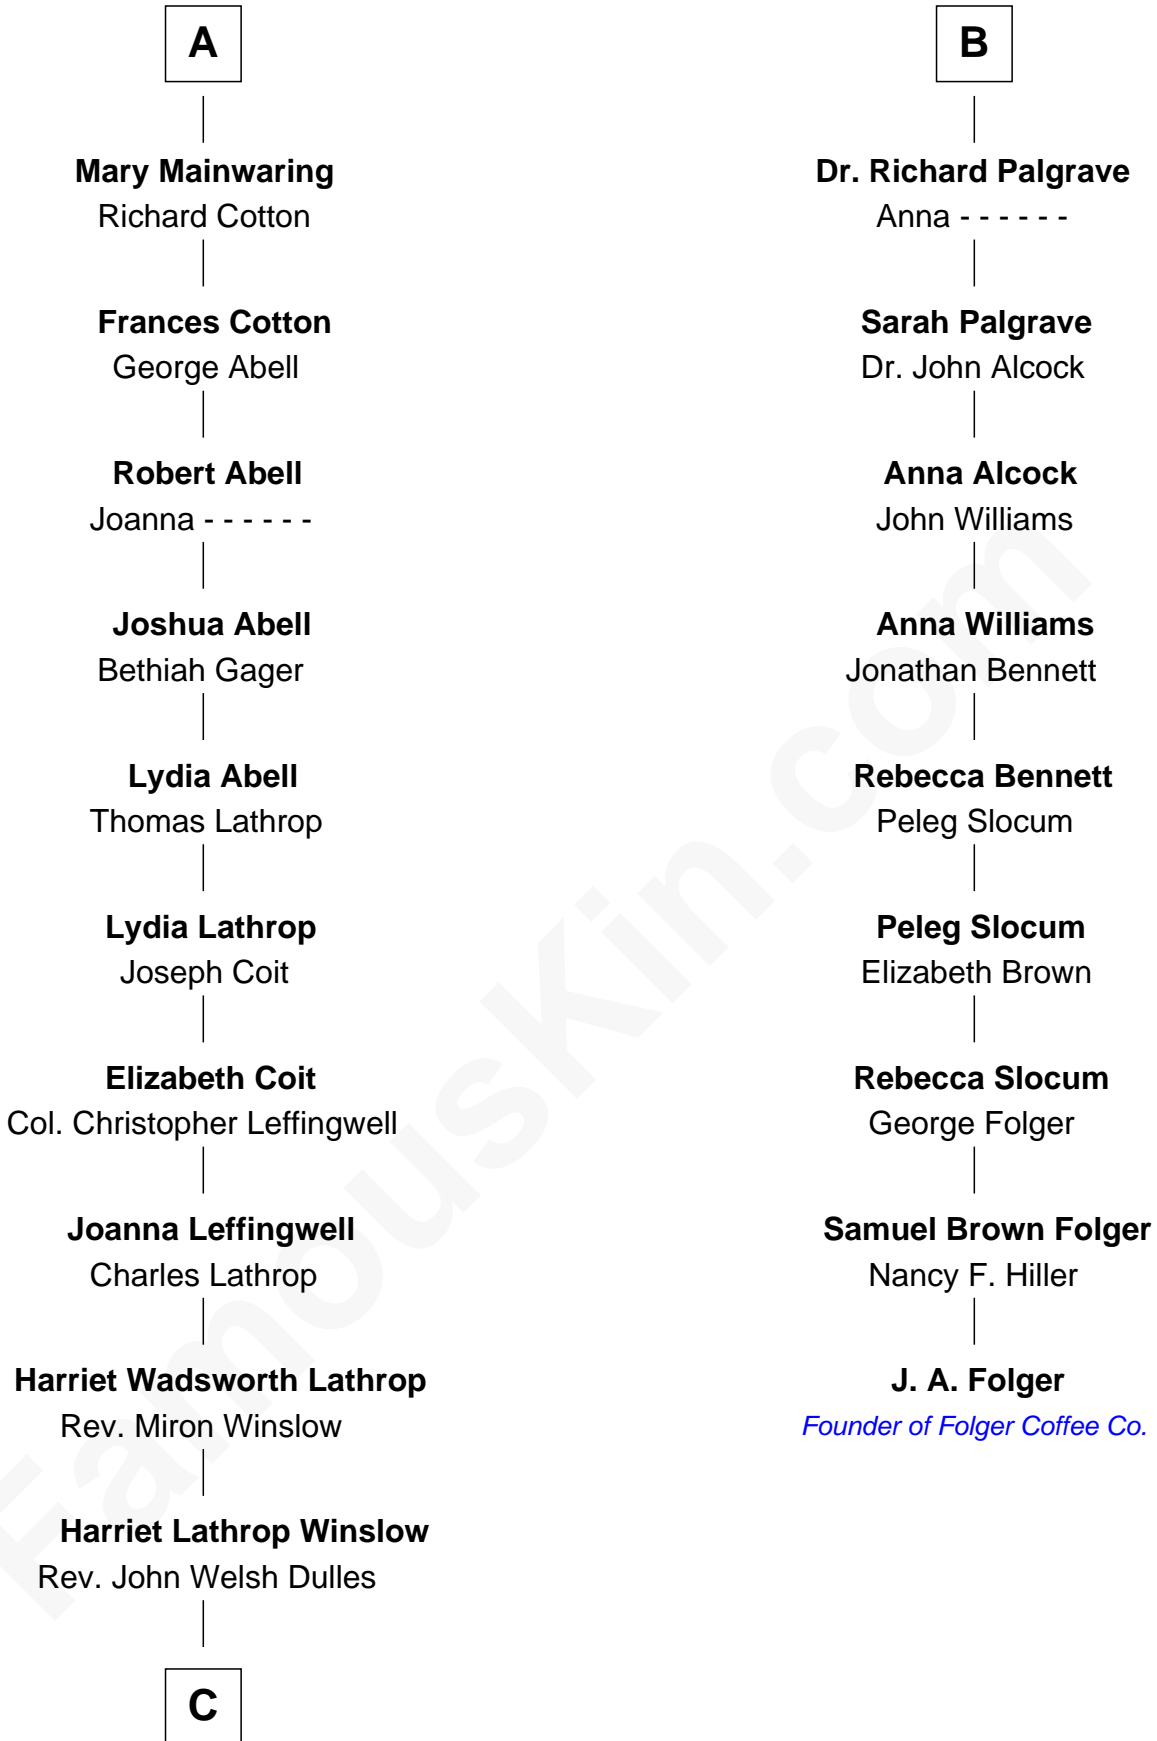 A
Mary Mainwaring
Richard Cotton
Frances Cotton
George Abell
Robert Abell
Joanna - - - - - -
Joshua Abell
Bethiah Gager
Lydia Abell
Thomas Lathrop
Lydia Lathrop
Joseph Coit
Elizabeth Coit
Col. Christopher Leffingwell
Joanna Leffingwell
Charles Lathrop
Harriet Wadsworth Lathrop
Rev. Miron Winslow
Harriet Lathrop Winslow
Rev. John Welsh Dulles
C
B
Dr. Richard Palgrave
Anna - - - - - -
Sarah Palgrave
Dr. John Alcock
Anna Alcock
John Williams
Anna Williams
Jonathan Bennett
Rebecca Bennett
Peleg Slocum
Peleg Slocum
Elizabeth Brown
Rebecca Slocum
George Folger
Samuel Brown Folger
Nancy F. Hiller
J. A. Folger
Founder of Folger Coffee Co.
FamousKin.com